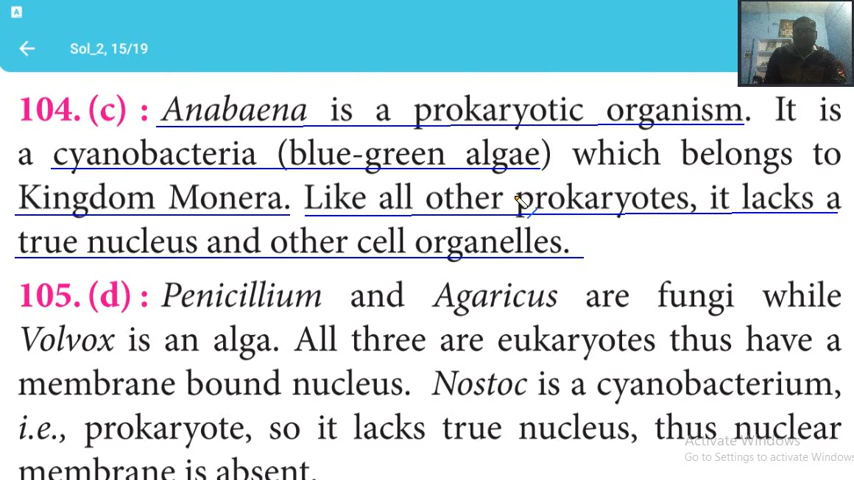 A
Sol_2, 15/19
104. (c) : Anabaena is a prokaryotic organism. It is
a cyanobacteria (blue-green algae) which belongs to
Kingdom Monera. Like all other prokaryotes, it lacks a
true nucleus and other cell organelles.
105. (d) : Penicillium and Agaricus are fungi while
Volvox is an alga. All three are eukaryotes thus have a
membrane bound nucleus. Nostoc is a cyanobacterium,
i.e., prokaryote, so it lacks true nucleus, thus nuclear
membrane is absent.
Activate Windows
Go to Settings to activate Windows